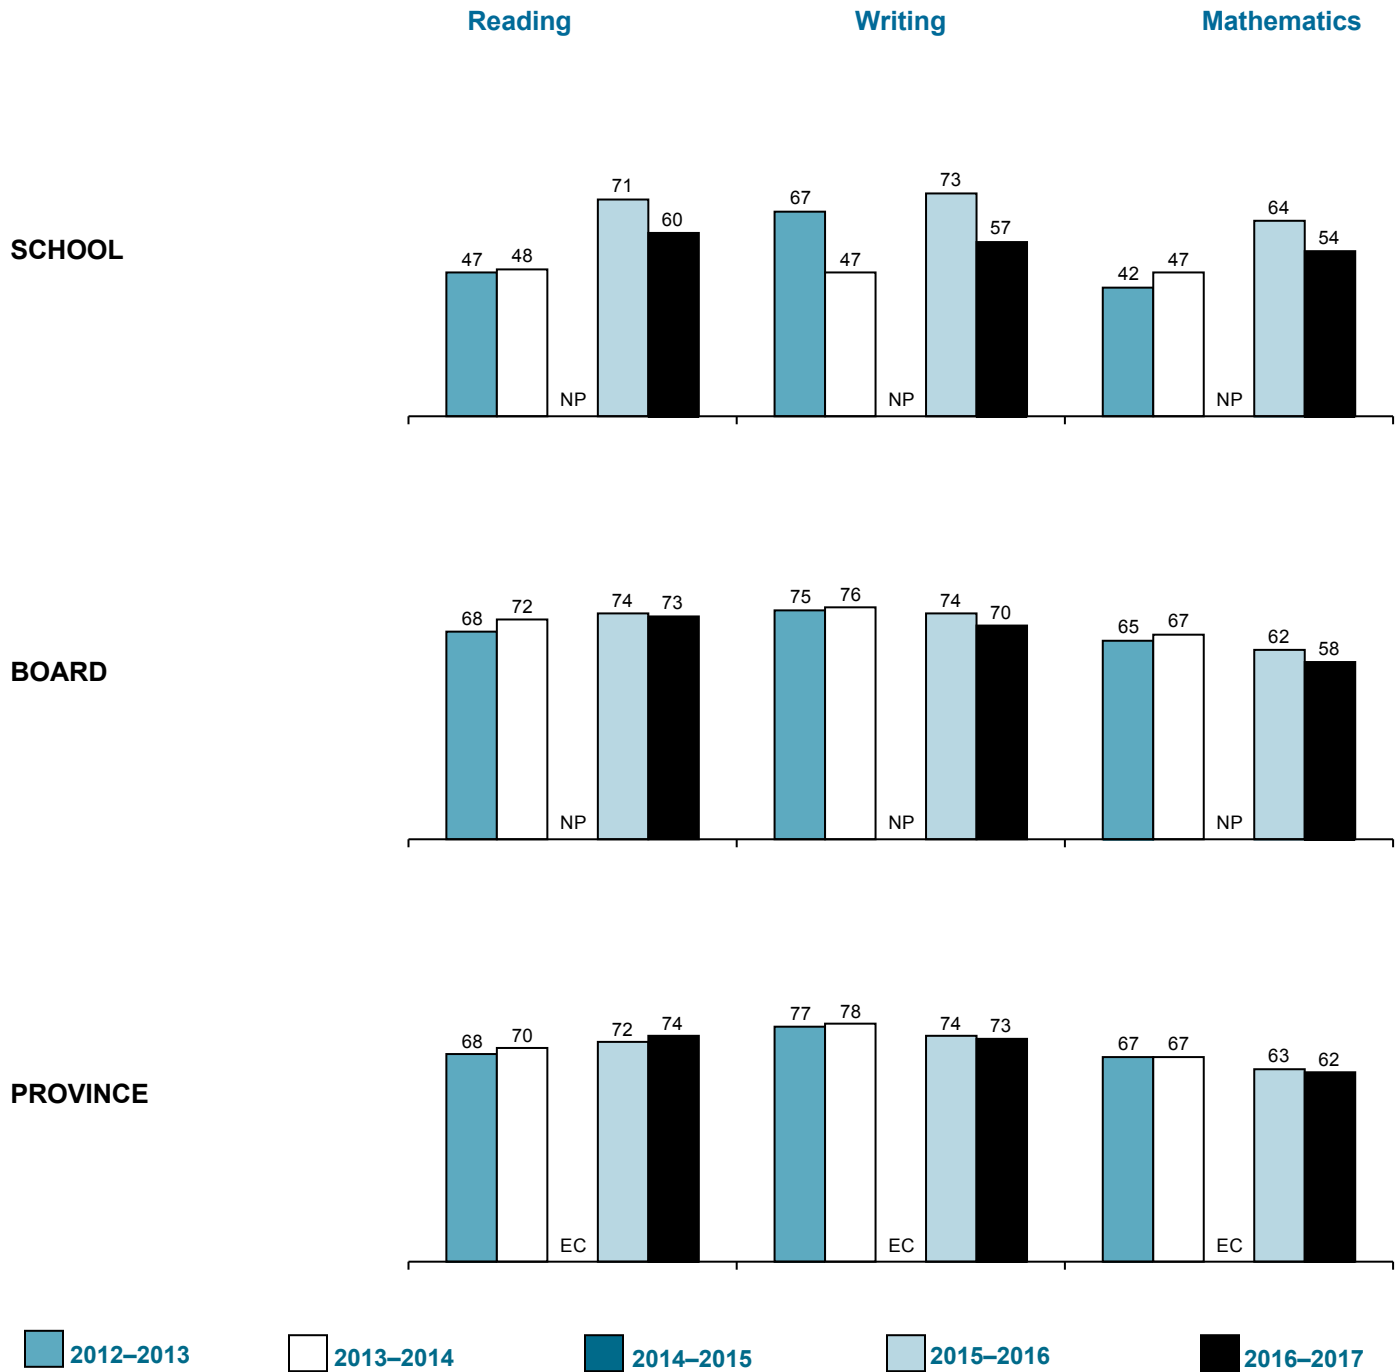 Reading Writing Mathematics
SCHOOL
47 48 NP 71 60 67 47 NP 73 57 42 47 NP 64 54
BOARD
68 72 NP 74 73 75 76 NP 74 70 65 67 NP 62 58
PROVINCE
68 70 EC 72 74 77 78 EC 74 73 67 67 EC 63 62
2012–2013 2013–2014 2014–2015 2015–2016 2016–2017